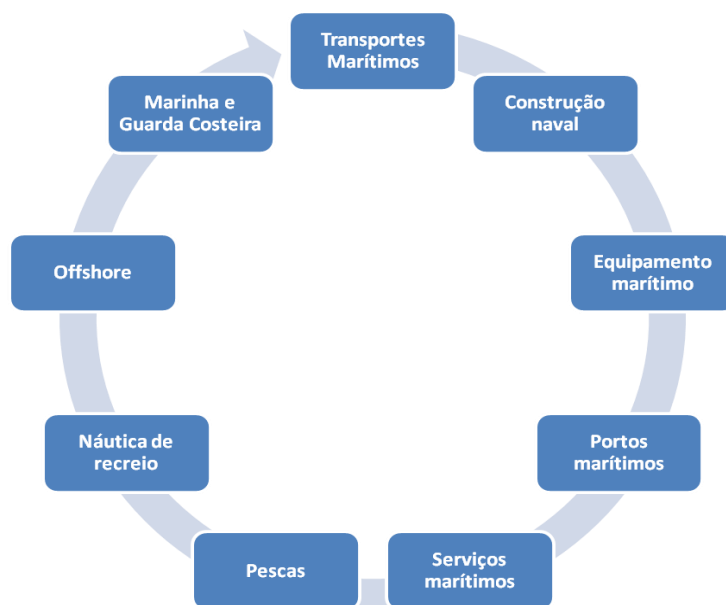 Transportes
Marítimos
Construção
naval
Equipamento
marítimo
Portos
marítimos
Serviços
marítimos
Pescas
Náutica de
recreio
Offshore
Marinha e
Guarda Costeira